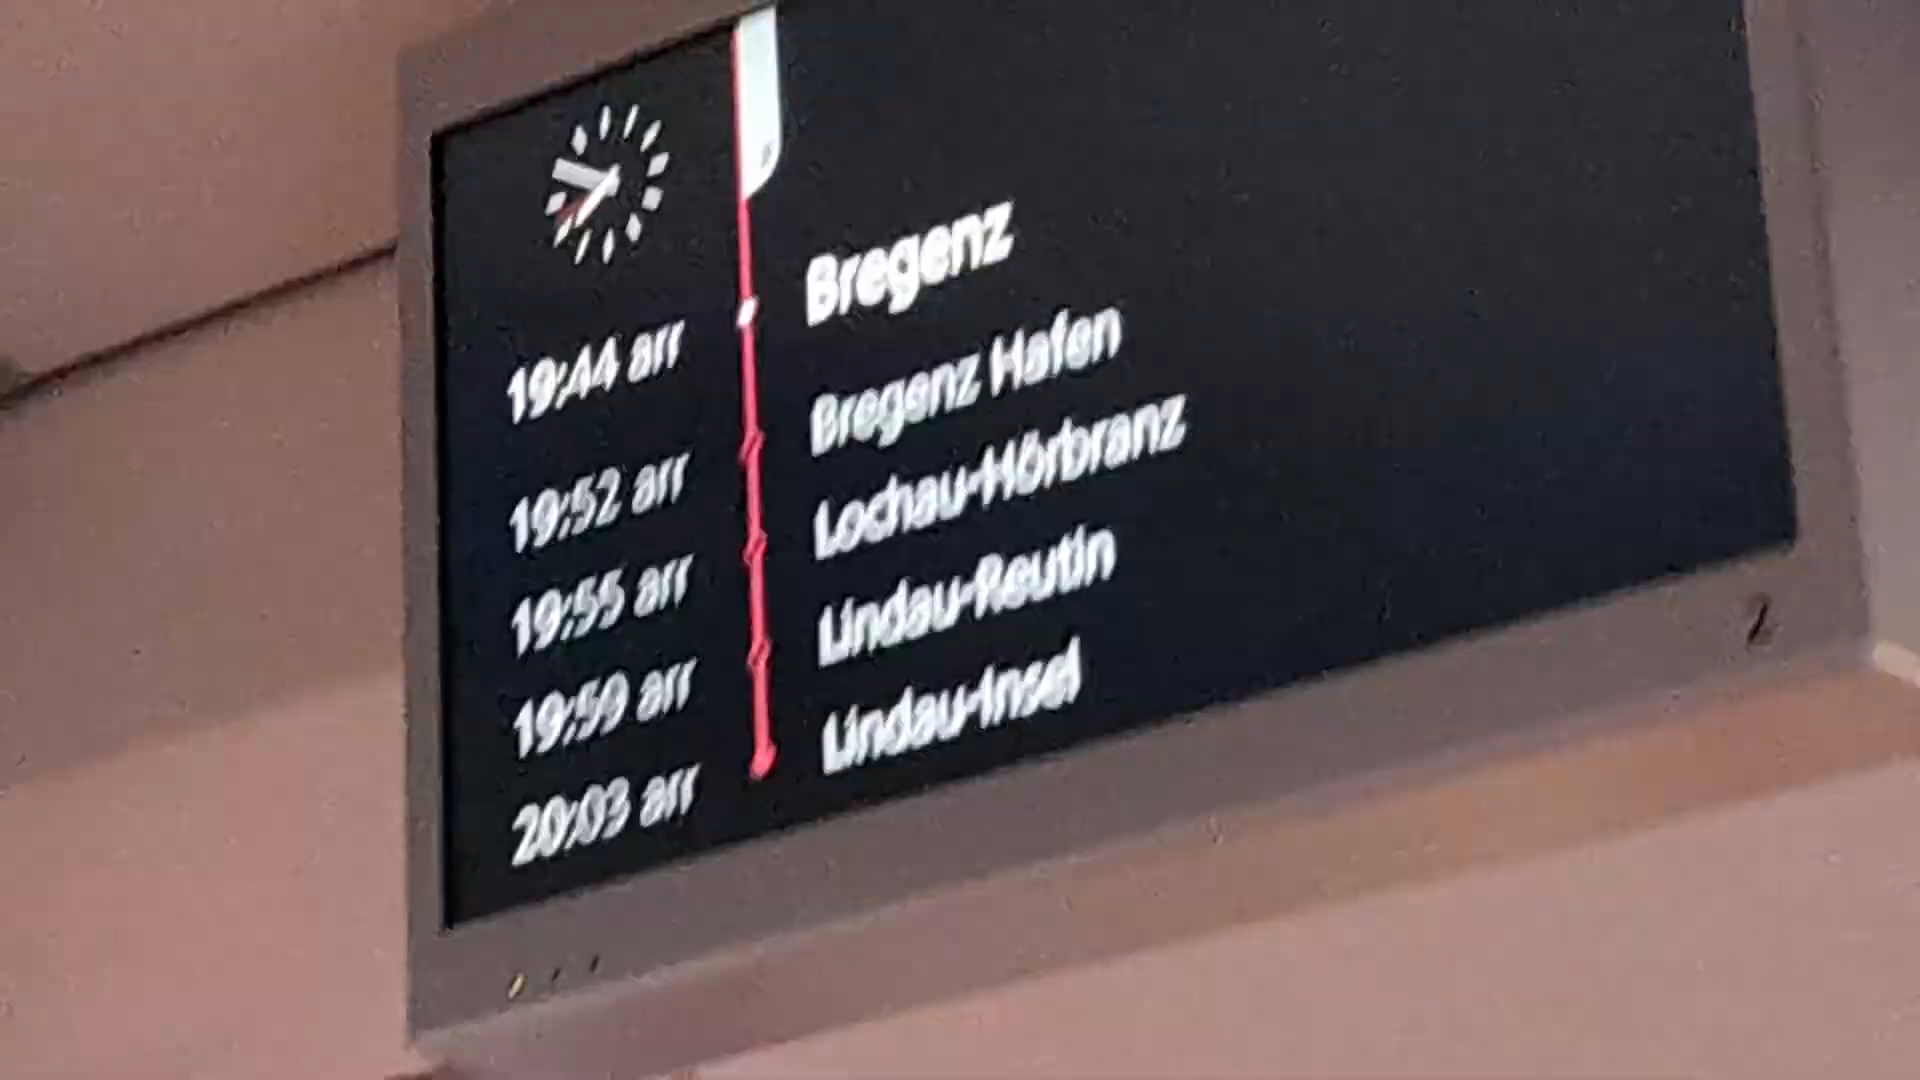 19:44 arr Bregenz
19:52 arr Bregenz Hafen
19:55 arr Lochau-Hörbranz
19:59 arr Lindau-Reutin
20:03 arr Lindau-Insel